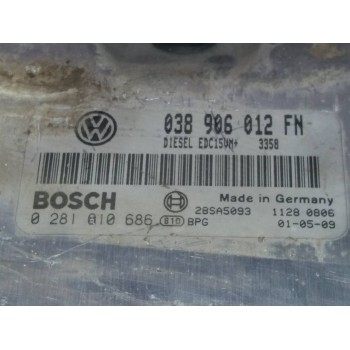 038 906 012 FN
DIESEL EDC15VM+ 3358
BOSCH
Made in Germany
28SA5093 1128 0806
0 281 010 686 810 BPG 01-05-09